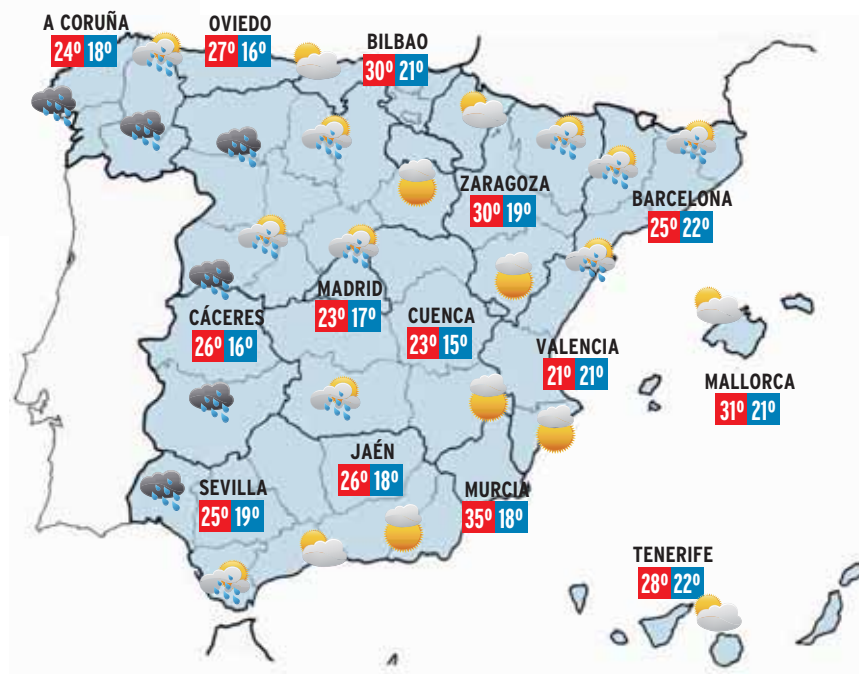 A CORUÑA
24º 18º
OVIEDO
27º 16º
BILBAO
30º 21º
ZARAGOZA
30º 19º
BARCELONA
25º 22º
MADRID
23º 17º
CÁCERES
26º 16º
CUENCA
23º 15º
VALENCIA
21º 21º
MALLORCA
31º 21º
JAÉN
26º 18º
SEVILLA
25º 19º
MURCIA
35º 18º
TENERIFE
28º 22º